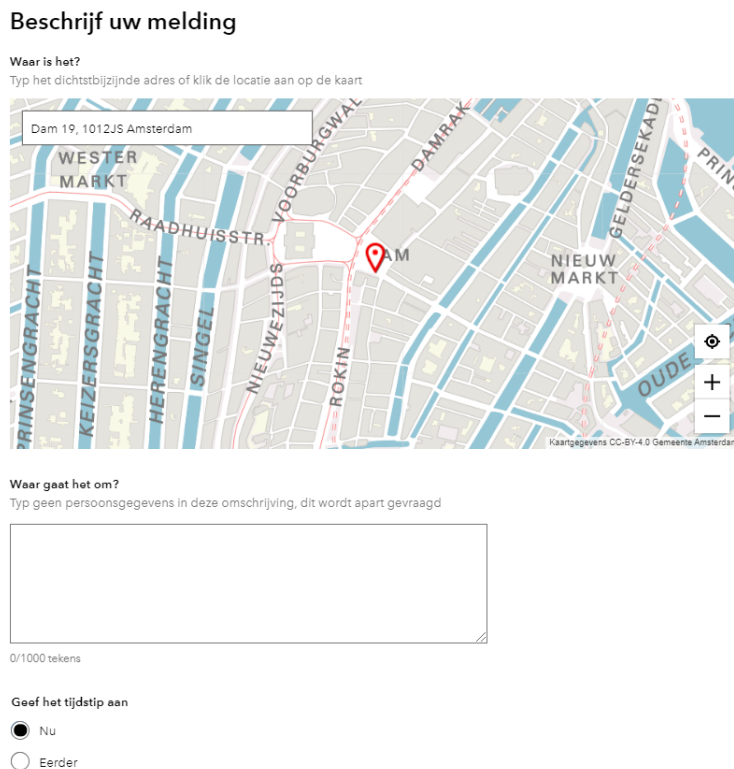 Beschrijf uw melding
Waar is het?
Typ het dichtstbijzijnde adres of klik de locatie aan op de kaart
Dam 19, 1012JS Amsterdam
WESTER
MARKT
RAADHUISSTR.
VOORBURGWAL
DAMRAK
GELDERSEKADE
PRIN
AM
NIEUW
MARKT
PRINSENGRACHT
KEIZERSGRACHT
HERENGRACHT
SINGEL
NIEUWEZIJDS
ROKIN
OUDE
Kaartgegevens CC-BY-4.0 Gemeente Amsterdam
Waar gaat het om?
Typ geen persoonsgegevens in deze omschrijving, dit wordt apart gevraagd
0/1000 tekens
Geef het tijdstip aan
Nu
Eerder